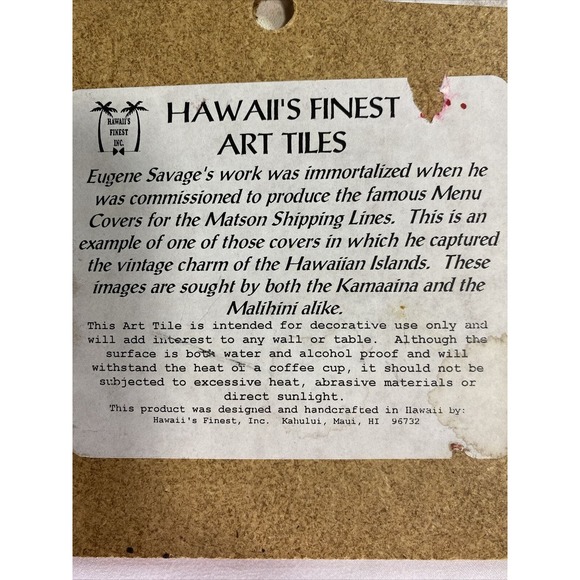 HAWAII'S
FINEST
INC.
HAWAII'S FINEST
ART TILES
Eugene Savage's work was immortalized when he
was commissioned to produce the famous Menu
Covers for the Matson Shipping Lines. This is an
example of one of those covers in which he captured
the vintage charm of the Hawaiian Islands. These
images are sought by both the Kamaaina and the
Malihini alike.
This Art Tile is intended for decorative use only and
will add interest to any wall or table. Although the
surface is both water and alcohol proof and will
withstand the heat of a coffee cup, it should not be
subjected to excessive heat, abrasive materials or
direct sunlight.
This product was designed and handcrafted in Hawaii by:
Hawaii's Finest, Inc. Kahului, Maui, HI 96732